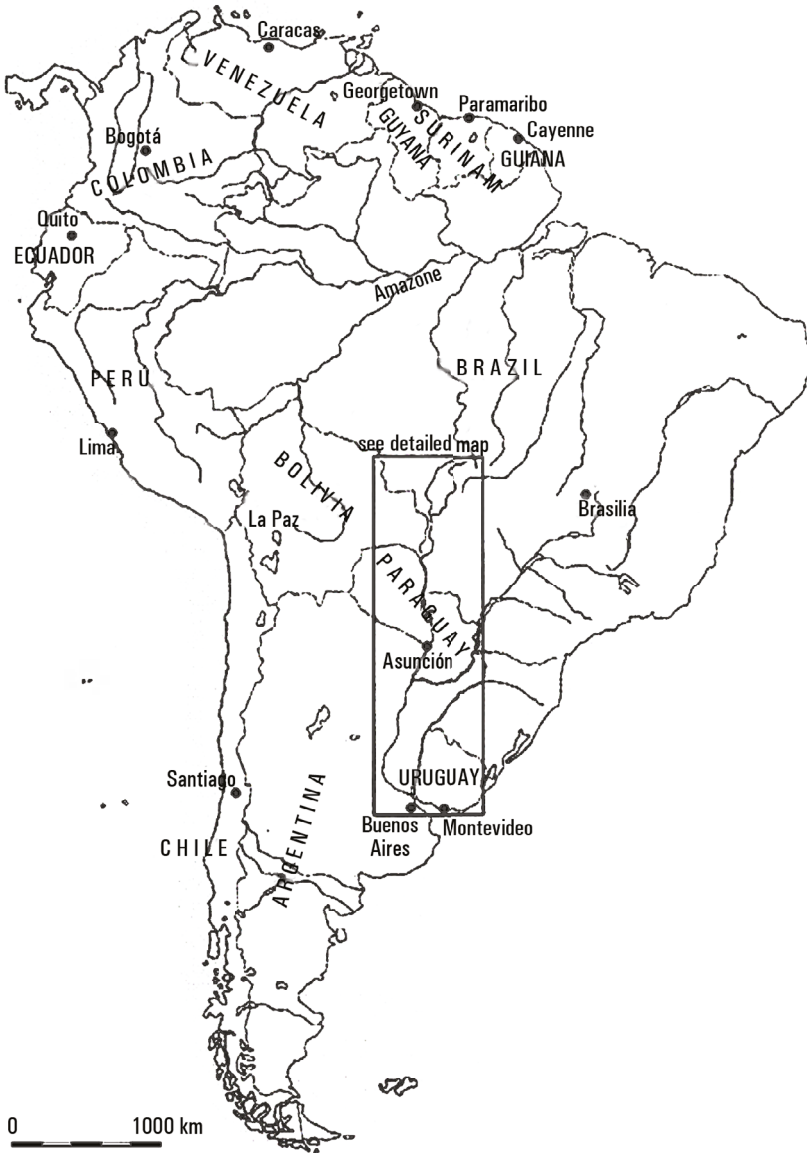 Caracas
VENEZUELA
Georgetown
Paramaribo
GUYANA
SURINAM
Cayenne
GUIANA
Bogotá
COLOMBIA
Quito
ECUADOR
Amazone
PERÚ
BRAZIL
Lima
see detailed map
BOLIVIA
La Paz
Brasilia
PARAGUAY
Asunción
Santiago
URUGUAY
Buenos
Aires
Montevideo
CHILE
ARGENTINA
0 1000 km